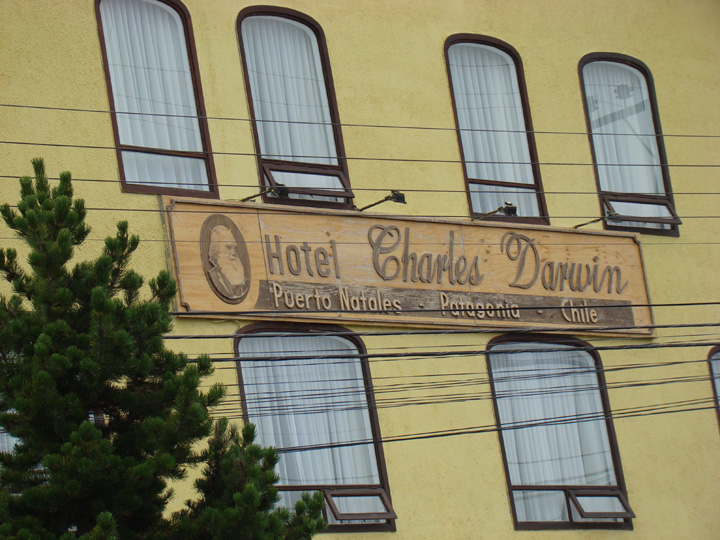 Hotel Charles Darwin
Puerto Natales - Patagonia - Chile